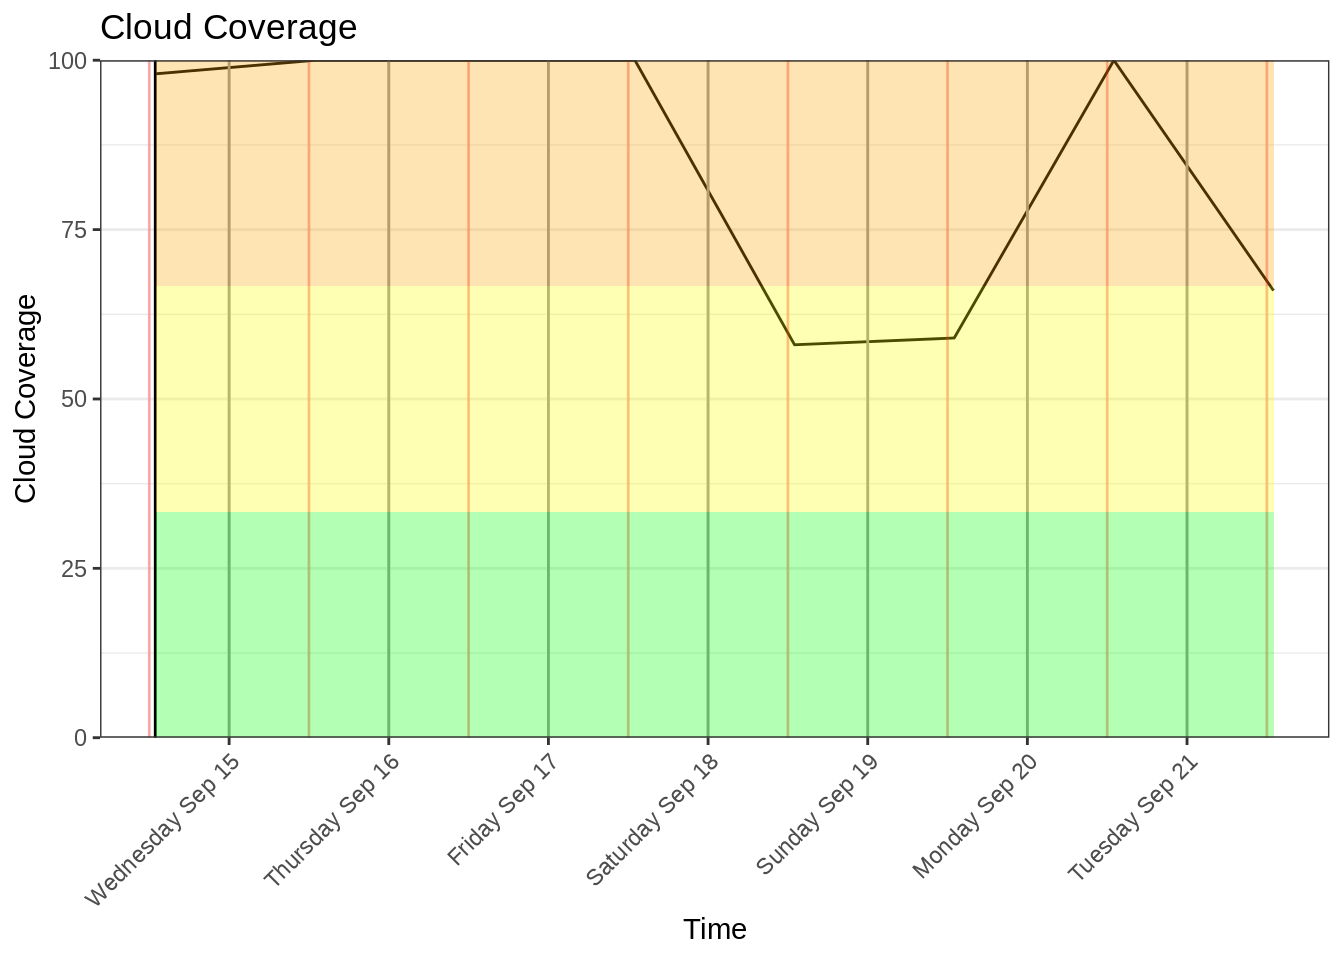 Cloud Coverage
Cloud Coverage
100
75
50
25
0
Wednesday Sep 15
Thursday Sep 16
Friday Sep 17
Saturday Sep 18
Sunday Sep 19
Monday Sep 20
Tuesday Sep 21
Time